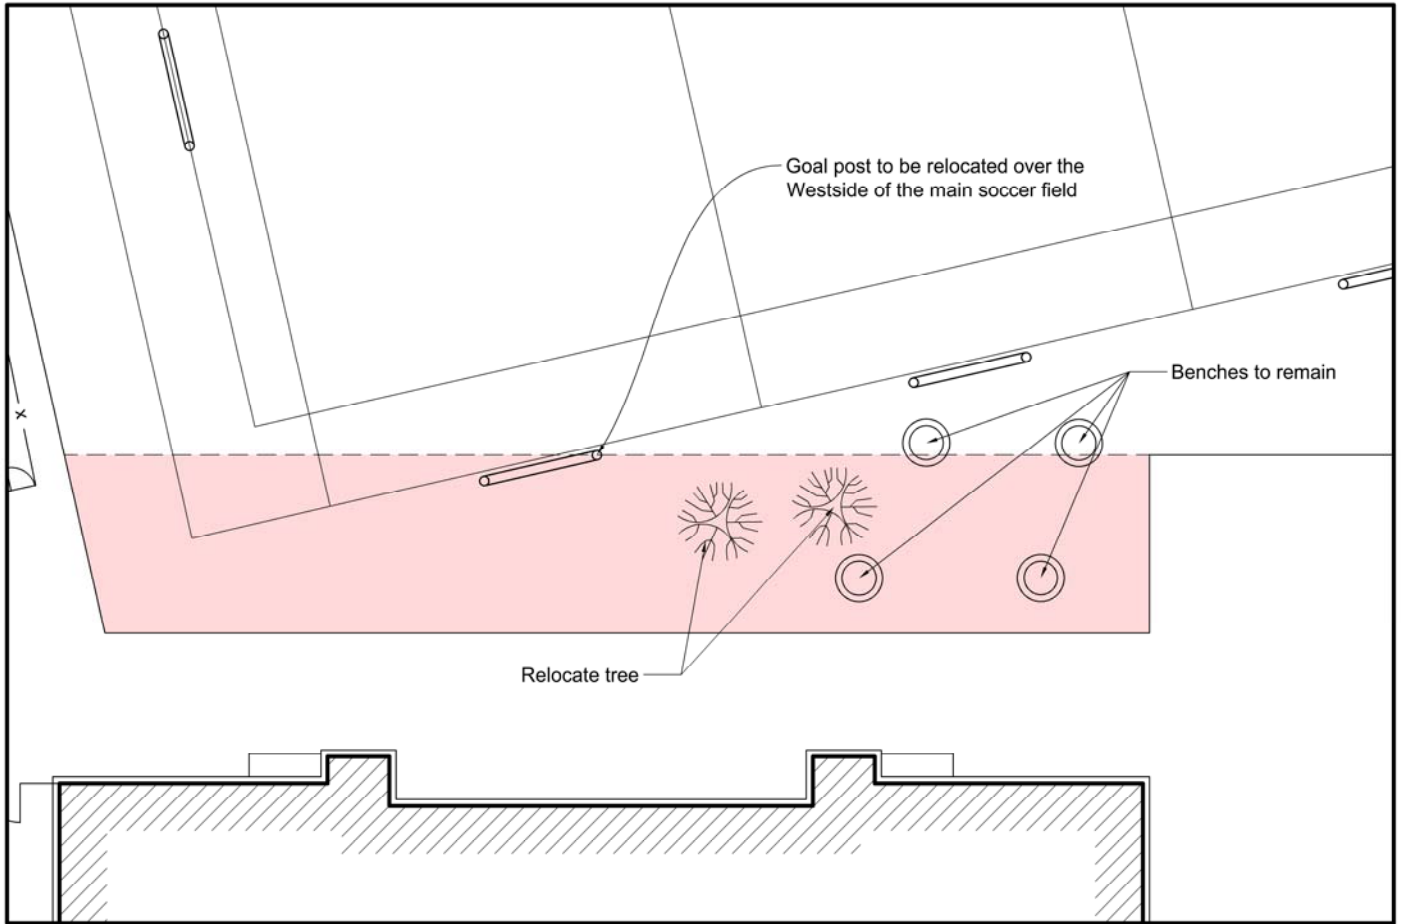 Goal post to be relocated over the
Westside of the main soccer field
Benches to remain
x
Relocate tree